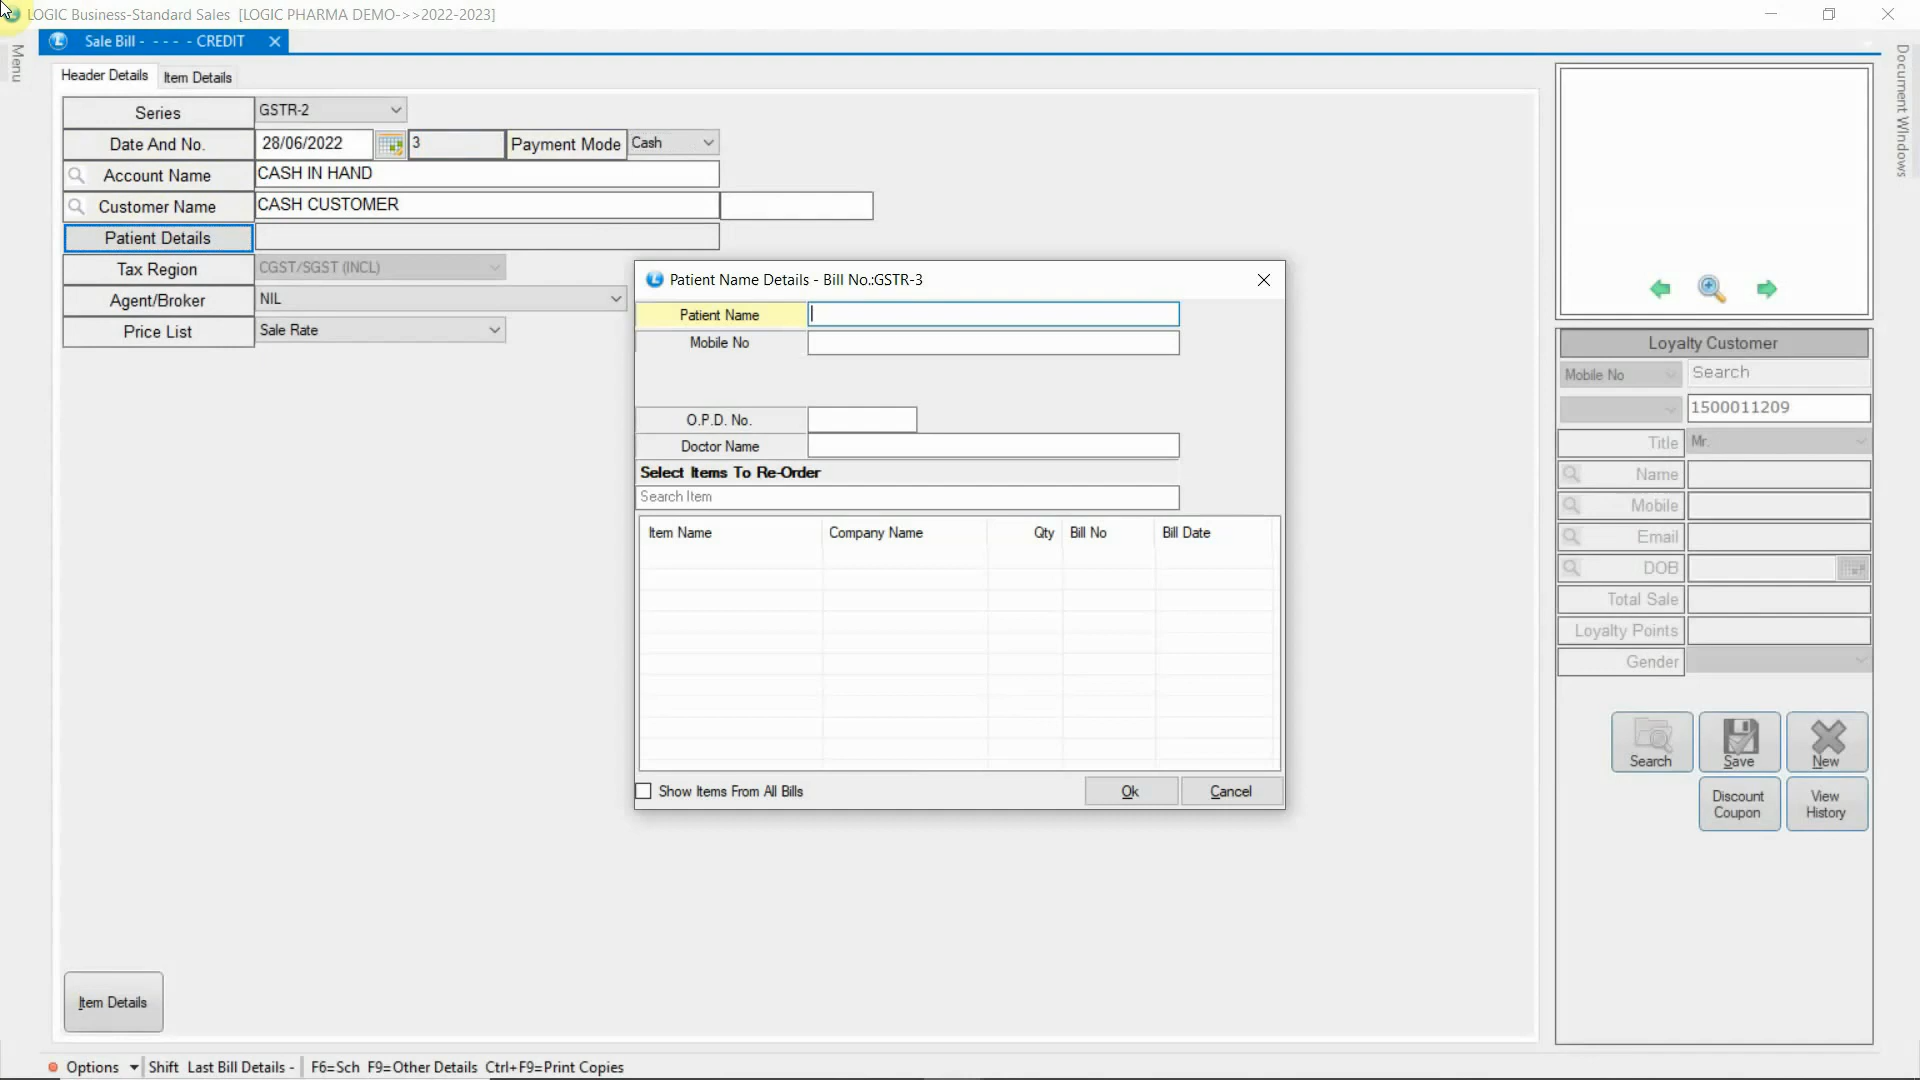 LOGIC Business-Standard Sales [LOGIC PHARMA DEMO->>2022-2023]
Menu
Sale Bill - - - - - CREDIT
Document Windows
Header Details Item Details
Series GSTR-2
Date And No. 28/06/2022 3 Payment Mode Cash
Account Name CASH IN HAND
Customer Name CASH CUSTOMER
Patient Details
Tax Region CGST/SGST (INCL)
Agent/Broker NIL
Price List Sale Rate
Patient Name Details - Bill No.:GSTR-3
Patient Name
Mobile No
O.P.D. No.
Doctor Name
Select Items To Re-Order
Search Item
Item Name Company Name Qty Bill No Bill Date
Show Items From All Bills Ok Cancel
Loyalty Customer
Mobile No Search
1500011209
Title Mr.
Name
Mobile
Email
DOB
Total Sale
Loyalty Points
Gender
Search Save New
Discount Coupon View History
Item Details
Options Shift Last Bill Details - F6=Sch F9=Other Details Ctrl+F9=Print Copies